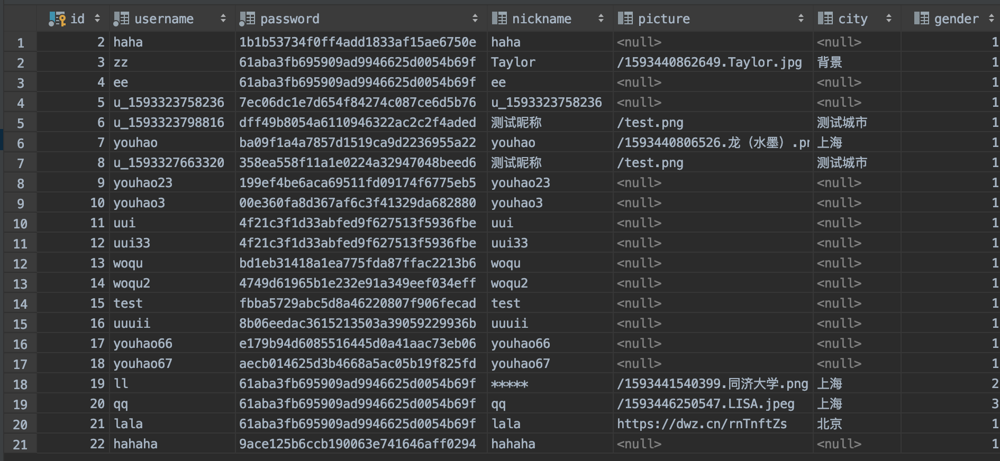 id username password nickname picture city gender
1 2 haha 1b1b53734f0ff4add1833af15ae6750e haha <null> <null> 1
2 3 zz 61aba3fb695909ad9946625d0054b69f Taylor /1593440862649.Taylor.jpg 背景 1
3 4 ee 61aba3fb695909ad9946625d0054b69f ee <null> <null> 1
4 5 u_1593323758236 7ec06dc1e7d654f84274c087ce6d5b76 u_1593323758236 <null> <null> 1
5 6 u_1593323798816 dff49b8054a6110946322ac2c2f4aded 测试昵称 /test.png 测试城市 1
6 7 youhao ba09f1a4a7857d1519ca9d2236955a22 youhao /1593440806526.龙（水墨）.pr 上海 1
7 8 u_1593327663320 358ea558f11a1e0224a32947048beed6 测试昵称 /test.png 测试城市 1
8 9 youhao23 199ef4be6aca69511fd09174f6775eb5 youhao23 <null> <null> 1
9 10 youhao3 00e360fa8d367af6c3f41329da682880 youhao3 <null> <null> 1
10 11 uui 4f21c3f1d33abfed9f627513f5936fbe uui <null> <null> 1
11 12 uui33 4f21c3f1d33abfed9f627513f5936fbe uui33 <null> <null> 1
12 13 woqu bd1eb31418a1ea775fda87ffac2213b6 woqu <null> <null> 1
13 14 woqu2 4749d61965b1e232e91a349eef034eff woqu2 <null> <null> 1
14 15 test fbba5729abc5d8a46220807f906fecad test <null> <null> 1
15 16 uuuii 8b06eedac3615213503a39059229936b uuuii <null> <null> 1
16 17 youhao66 e179b94d6085516445d0a41aac73eb06 youhao66 <null> <null> 1
17 18 youhao67 aecb014625d3b4668a5ac05b19f825fd youhao67 <null> <null> 1
18 19 ll 61aba3fb695909ad9946625d0054b69f ***** /1593441540399.同济大学.png 上海 2
19 20 qq 61aba3fb695909ad9946625d0054b69f qq /1593446250547.LISA.jpeg 上海 3
20 21 lala 61aba3fb695909ad9946625d0054b69f lala https://dwz.cn/rnTnftZs 北京 1
21 22 hahaha 9ace125b6ccb190063e741646aff0294 hahaha <null> <null> 1